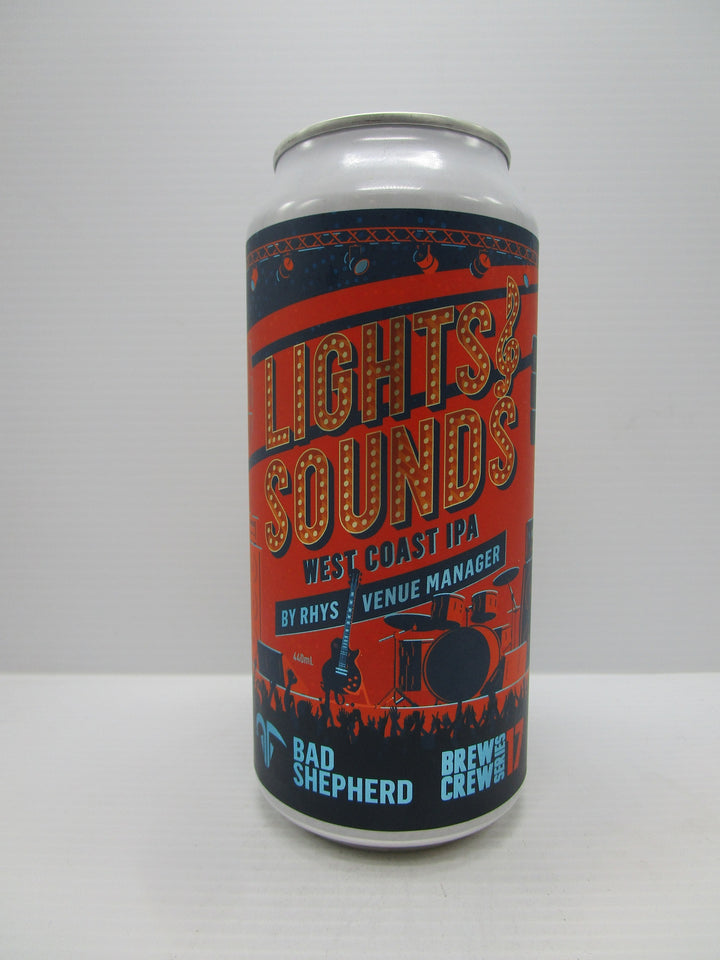 LIGHTS
SOUNDS
WEST COAST IPA
BY RHYS VENUE MANAGER
440mL
BAD
SHEPHERD
BREW
CREW
SERIES
17